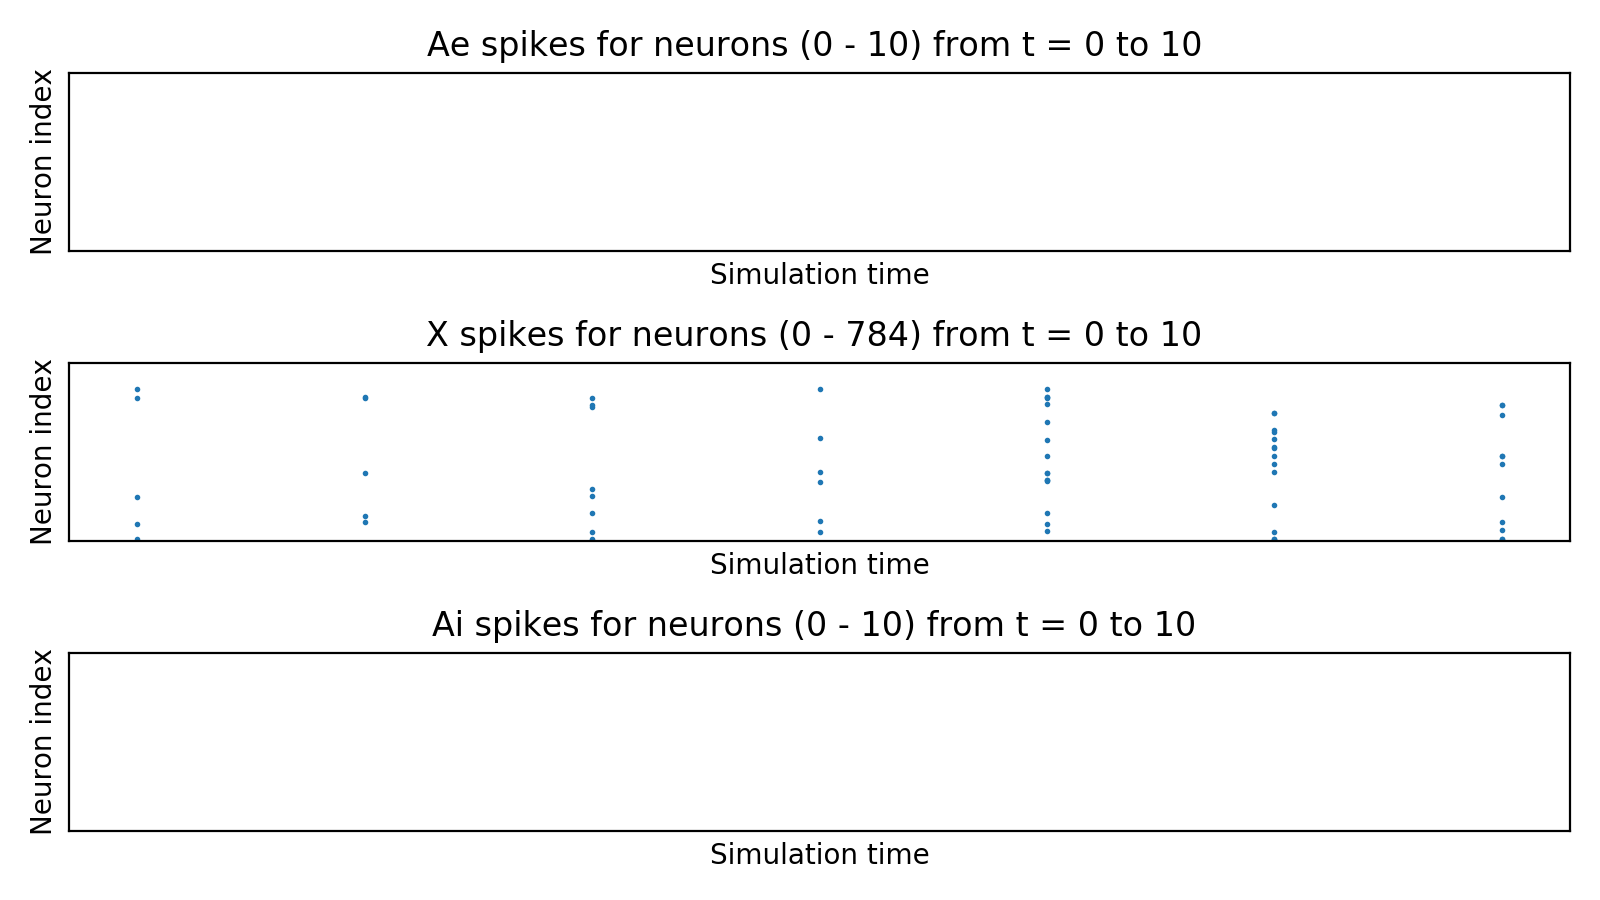 Ae spikes for neurons (0 - 10) from t = 0 to 10
Neuron index
Simulation time
X spikes for neurons (0 - 784) from t = 0 to 10
Neuron index
Simulation time
Ai spikes for neurons (0 - 10) from t = 0 to 10
Neuron index
Simulation time